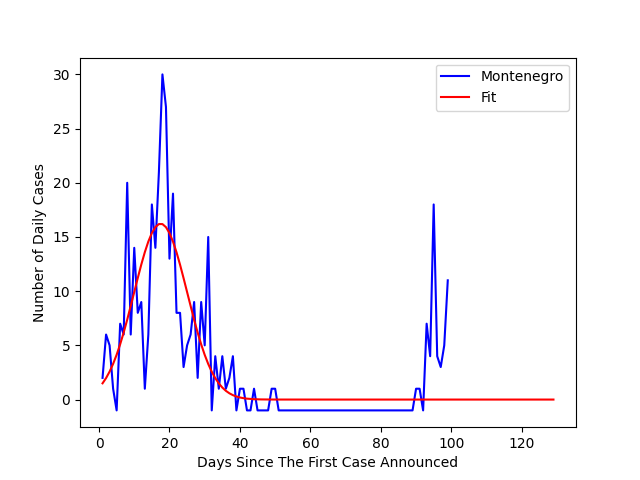 Montenegro
Fit
30
25
20
15
10
5
0
Number of Daily Cases
0 20 40 60 80 100 120
Days Since The First Case Announced